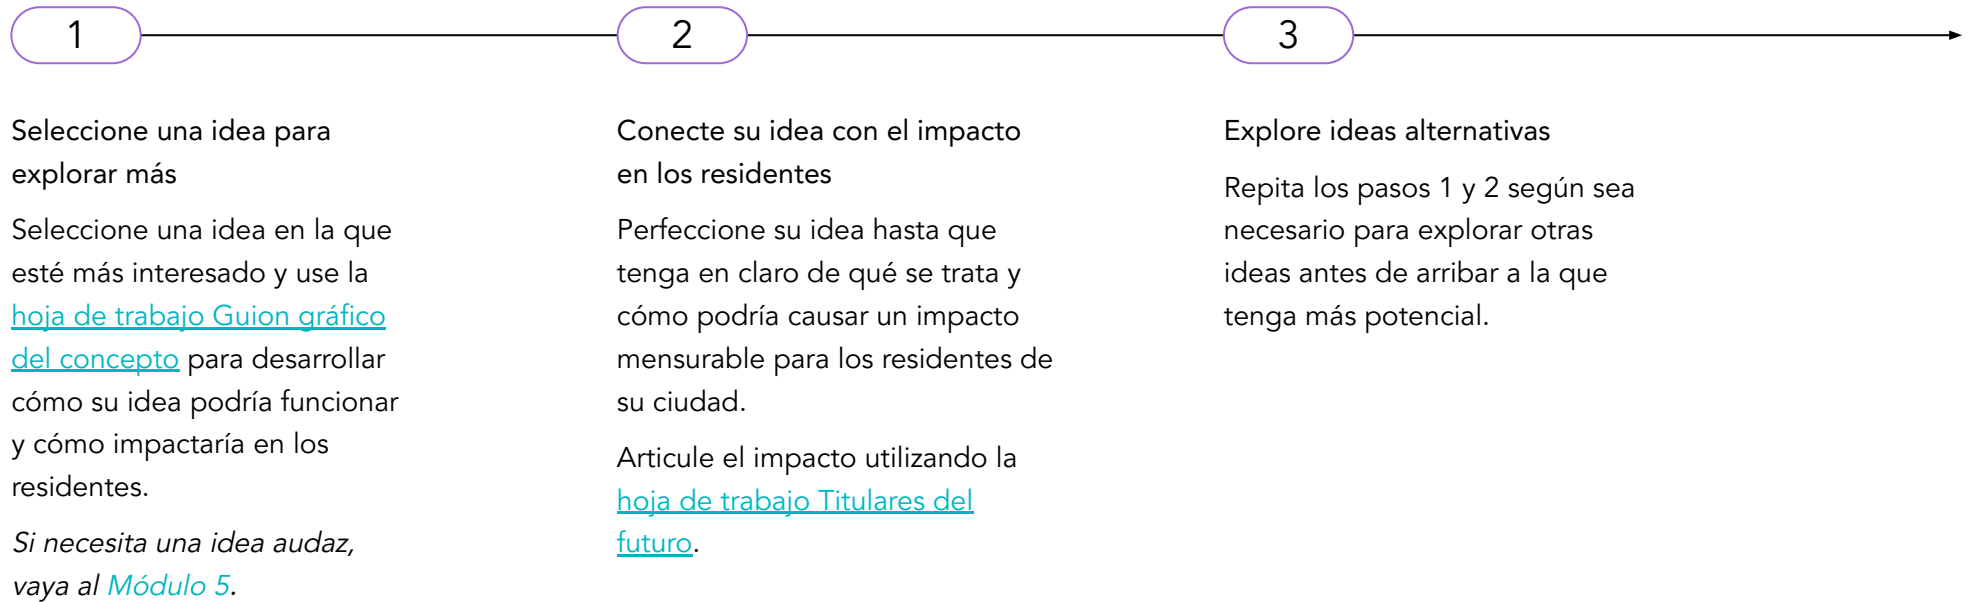 1
Seleccione una idea para
explorar más
Seleccione una idea en la que
esté más interesado y use la
hoja de trabajo Guion gráfico
del concepto para desarrollar
cómo su idea podría funcionar
y cómo impactaría en los
residentes.
Si necesita una idea audaz,
vaya al Módulo 5.
2
Conecte su idea con el impacto
en los residentes
Perfeccione su idea hasta que
tenga en claro de qué se trata y
cómo podría causar un impacto
mensurable para los residentes de
su ciudad.
Articule el impacto utilizando la
hoja de trabajo Titulares del
futuro.
3
Explore ideas alternativas
Repita los pasos 1 y 2 según sea
necesario para explorar otras
ideas antes de arribar a la que
tenga más potencial.